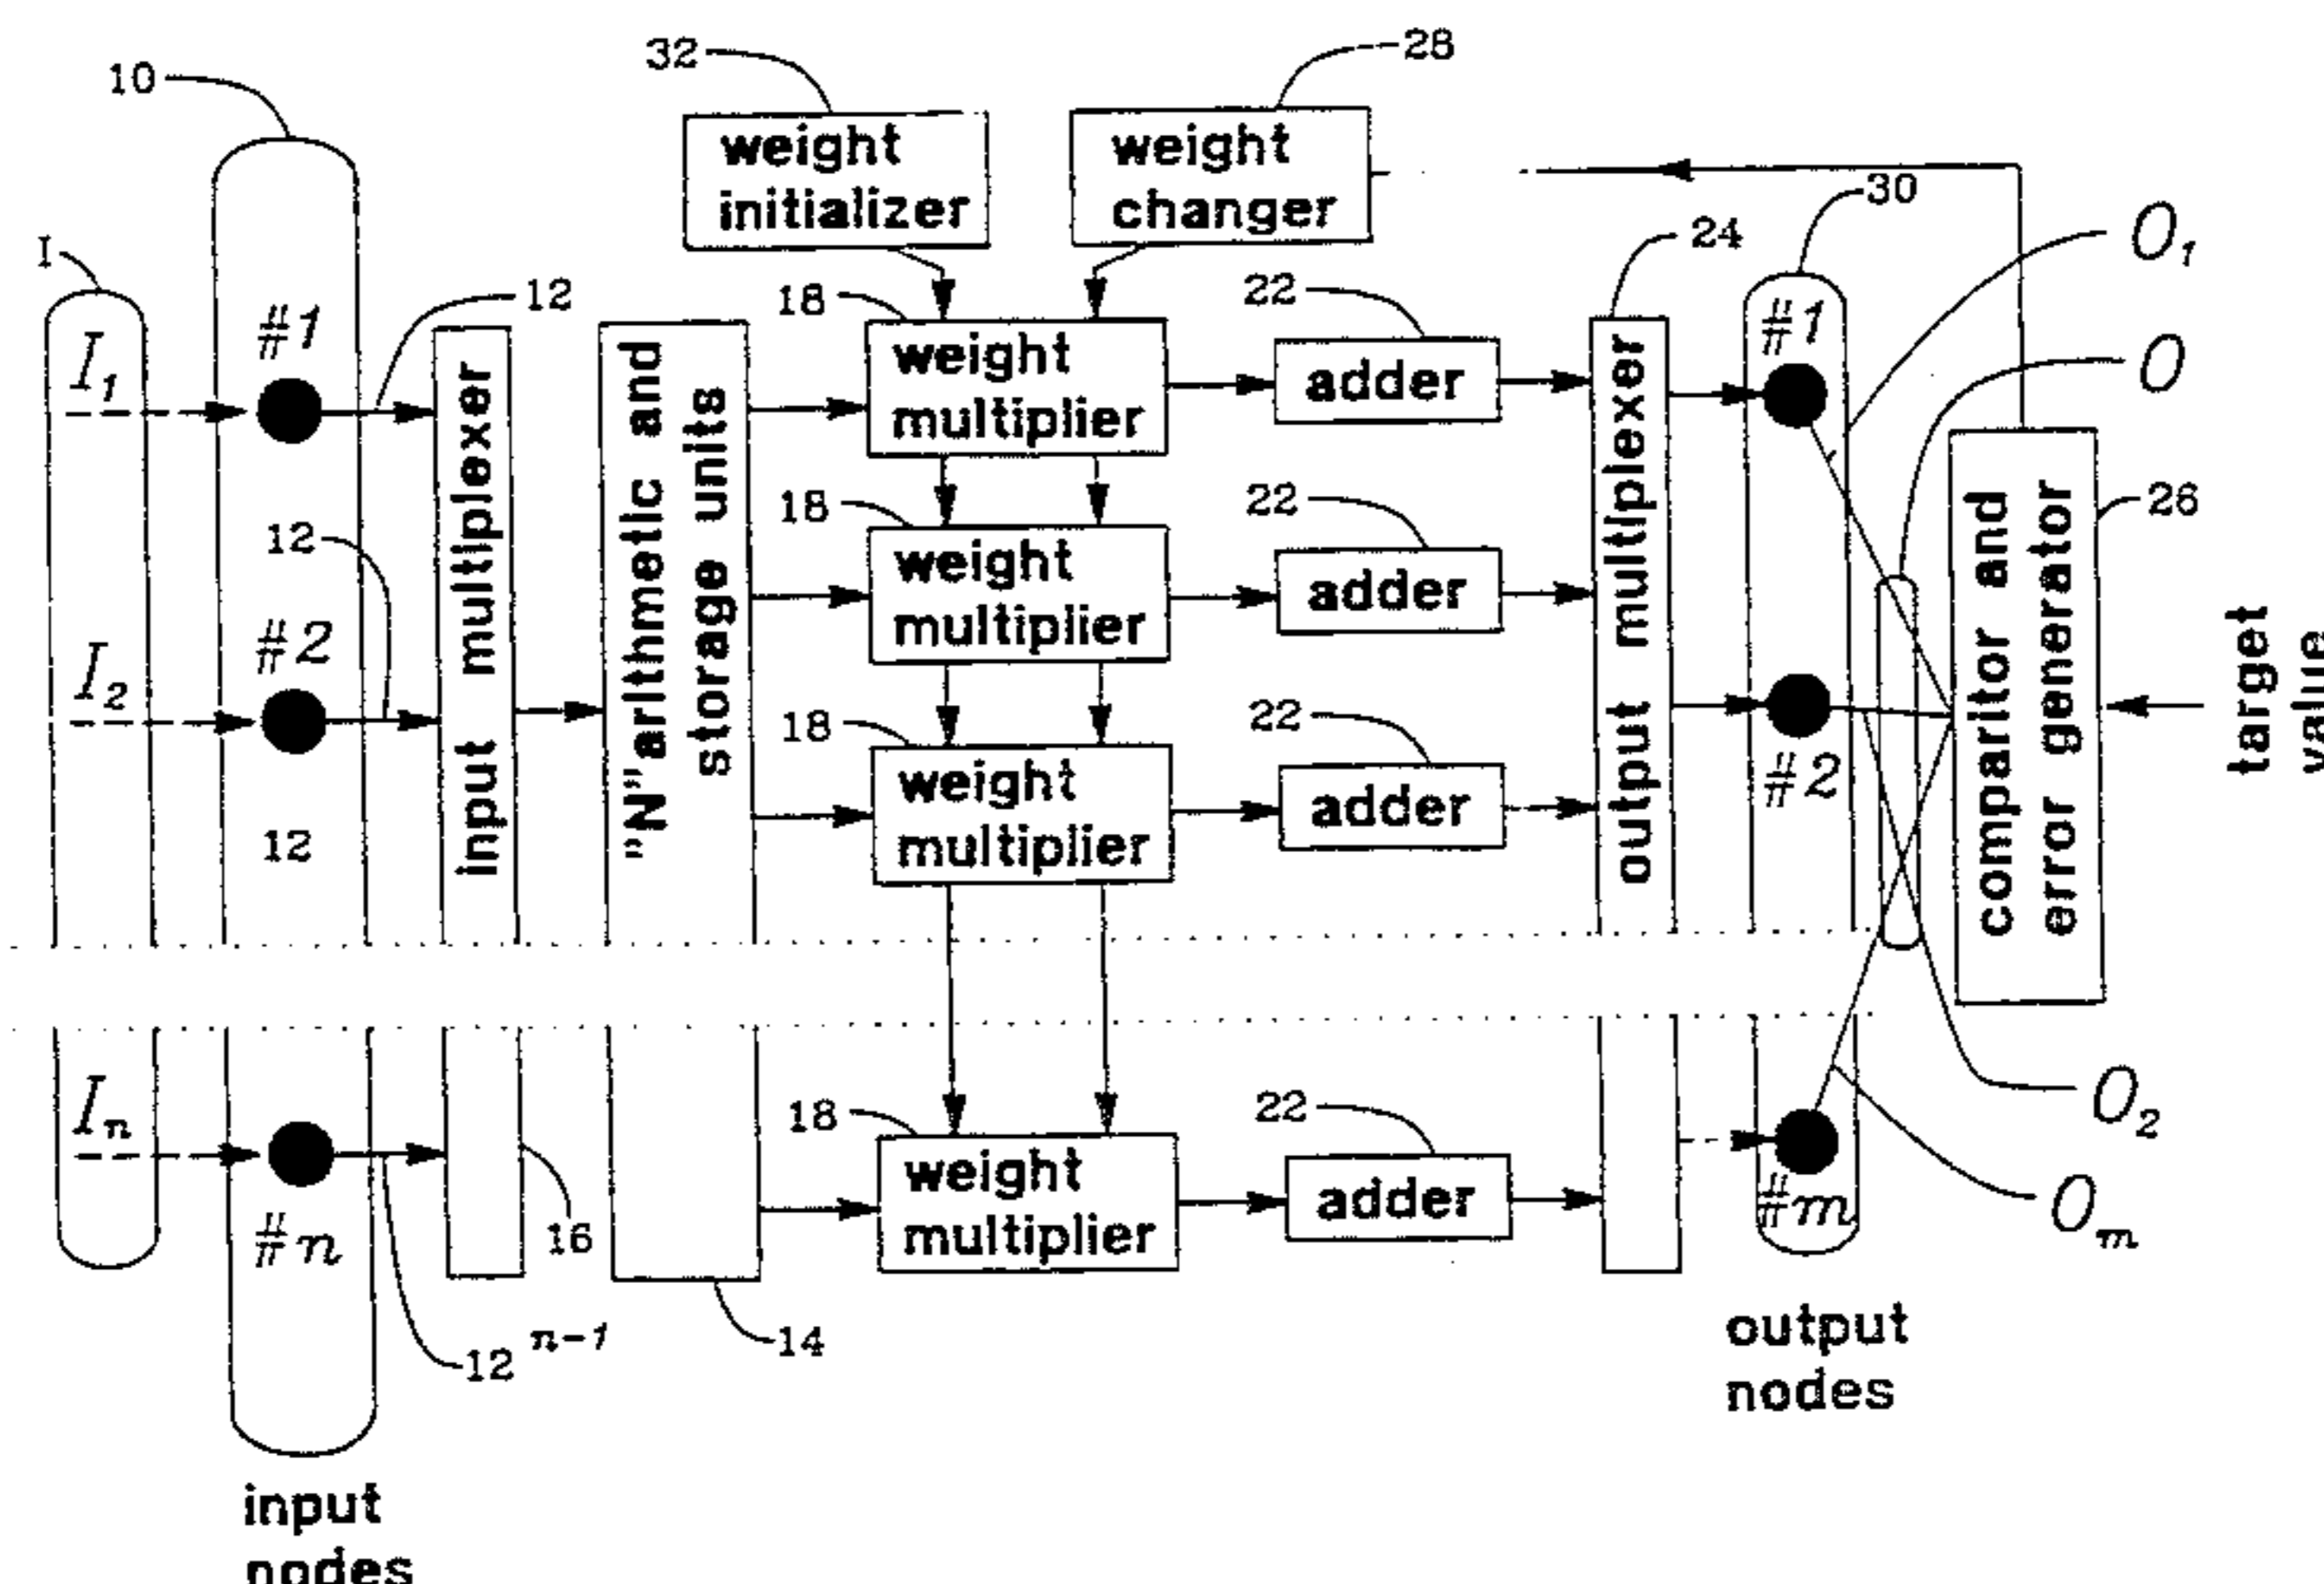 32
28
10
weight
initializer
weight
changer
30
O₁
24
I
12
18
22
O
I₁
#1
input multiplexer
"N"arithmetic and
storage units
weight
multiplier
adder
output multiplexer
#1
comparitor and
error generator
26
12
18
22
weight
multiplier
adder
I₂
#2
#2
target
12
18
22
weight
multiplier
adder
Iₙ
#n
16
18
22
weight
multiplier
adder
#m
O₂
Oₘ
12 n-1
14
output
nodes
input
nodes